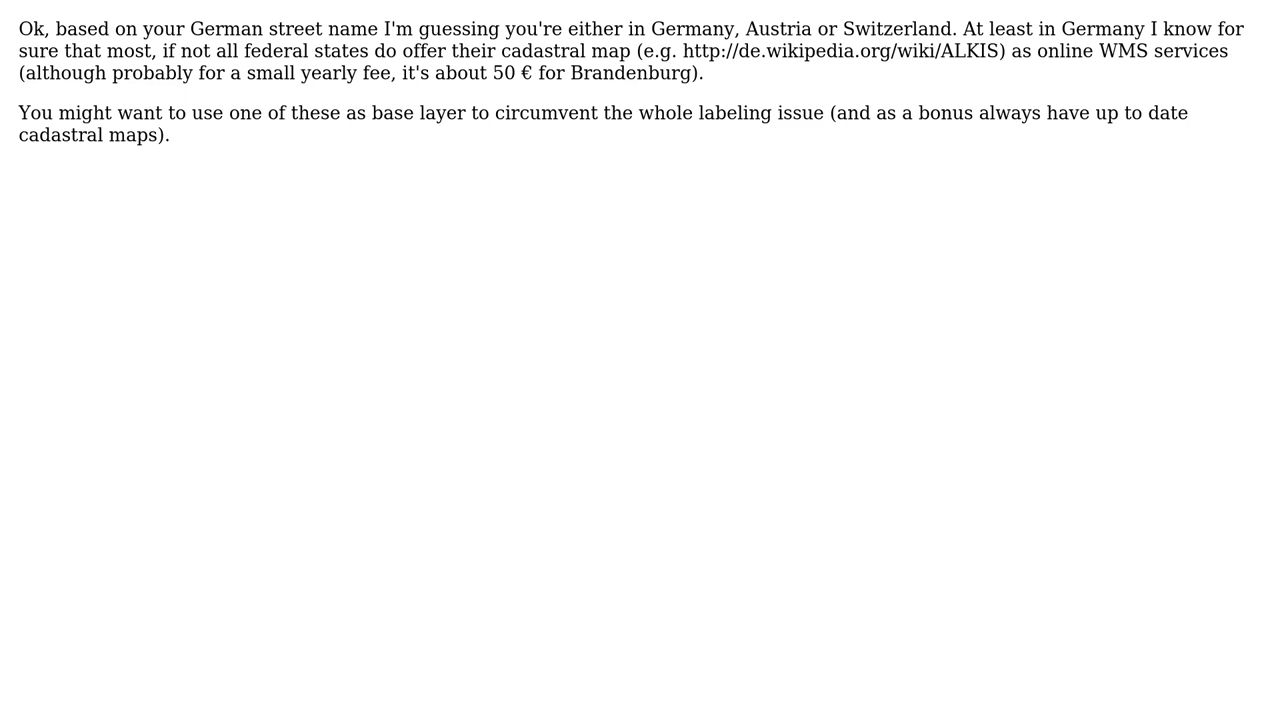 Ok, based on your German street name I'm guessing you're either in Germany, Austria or Switzerland. At least in Germany I know for
sure that most, if not all federal states do offer their cadastral map (e.g. http://de.wikipedia.org/wiki/ALKIS) as online WMS services
(although probably for a small yearly fee, it's about 50 € for Brandenburg).
You might want to use one of these as base layer to circumvent the whole labeling issue (and as a bonus always have up to date
cadastral maps).